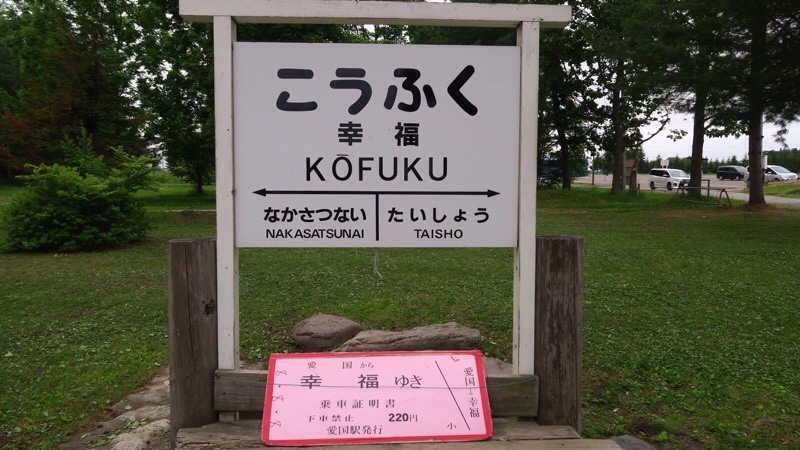 こうふく
幸福
KŌFUKU
なかさつない たいしょう
NAKASATSUNAI TAISHO
愛国から
幸福ゆき
乗車証明書
下車禁止 220円
愛国駅発行
愛国-幸福
小